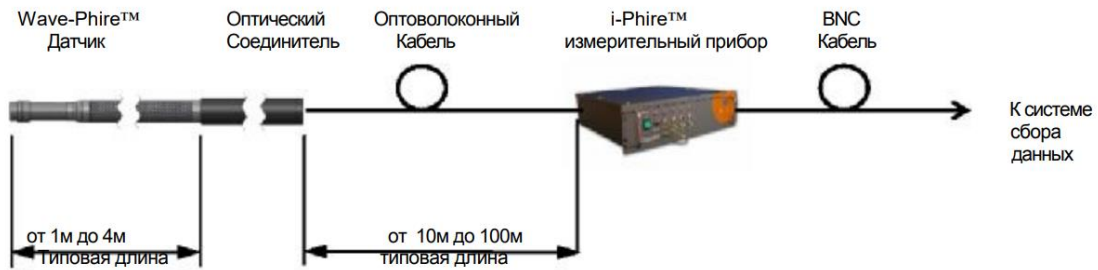 Wave-Phire™
Датчик
Оптический
Соединитель
Оптоволоконный
Кабель
i-Phire™
измерительный прибор
BNC
Кабель
К системе
сбора
данных
от 1м до 4м
типовая длина
от 10м до 100м
типовая длина